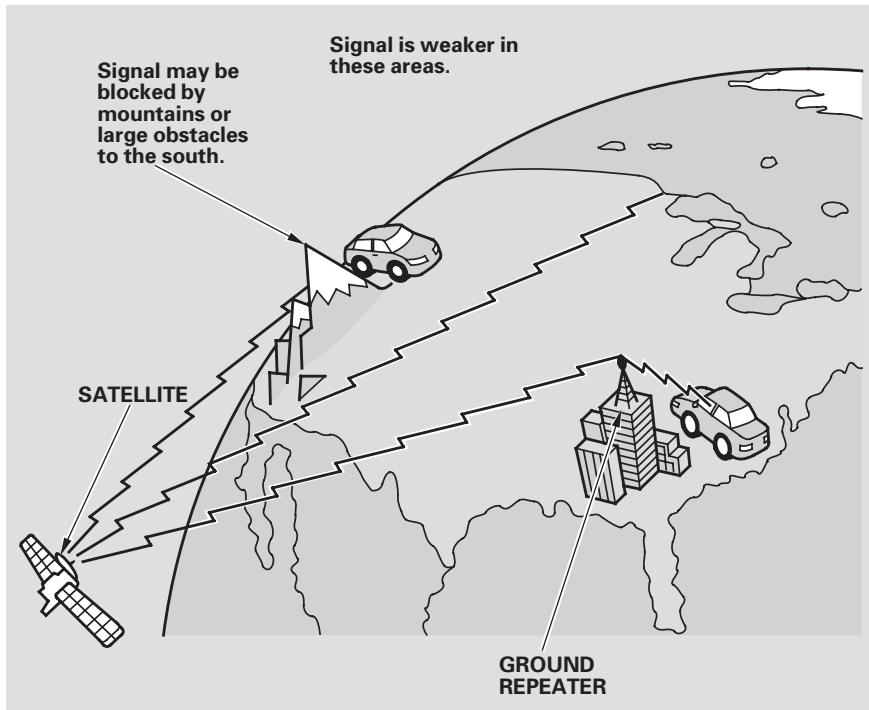 Signal is weaker in
these areas.
Signal may be
blocked by
mountains or
large obstacles
to the south.
SATELLITE
GROUND
REPEATER